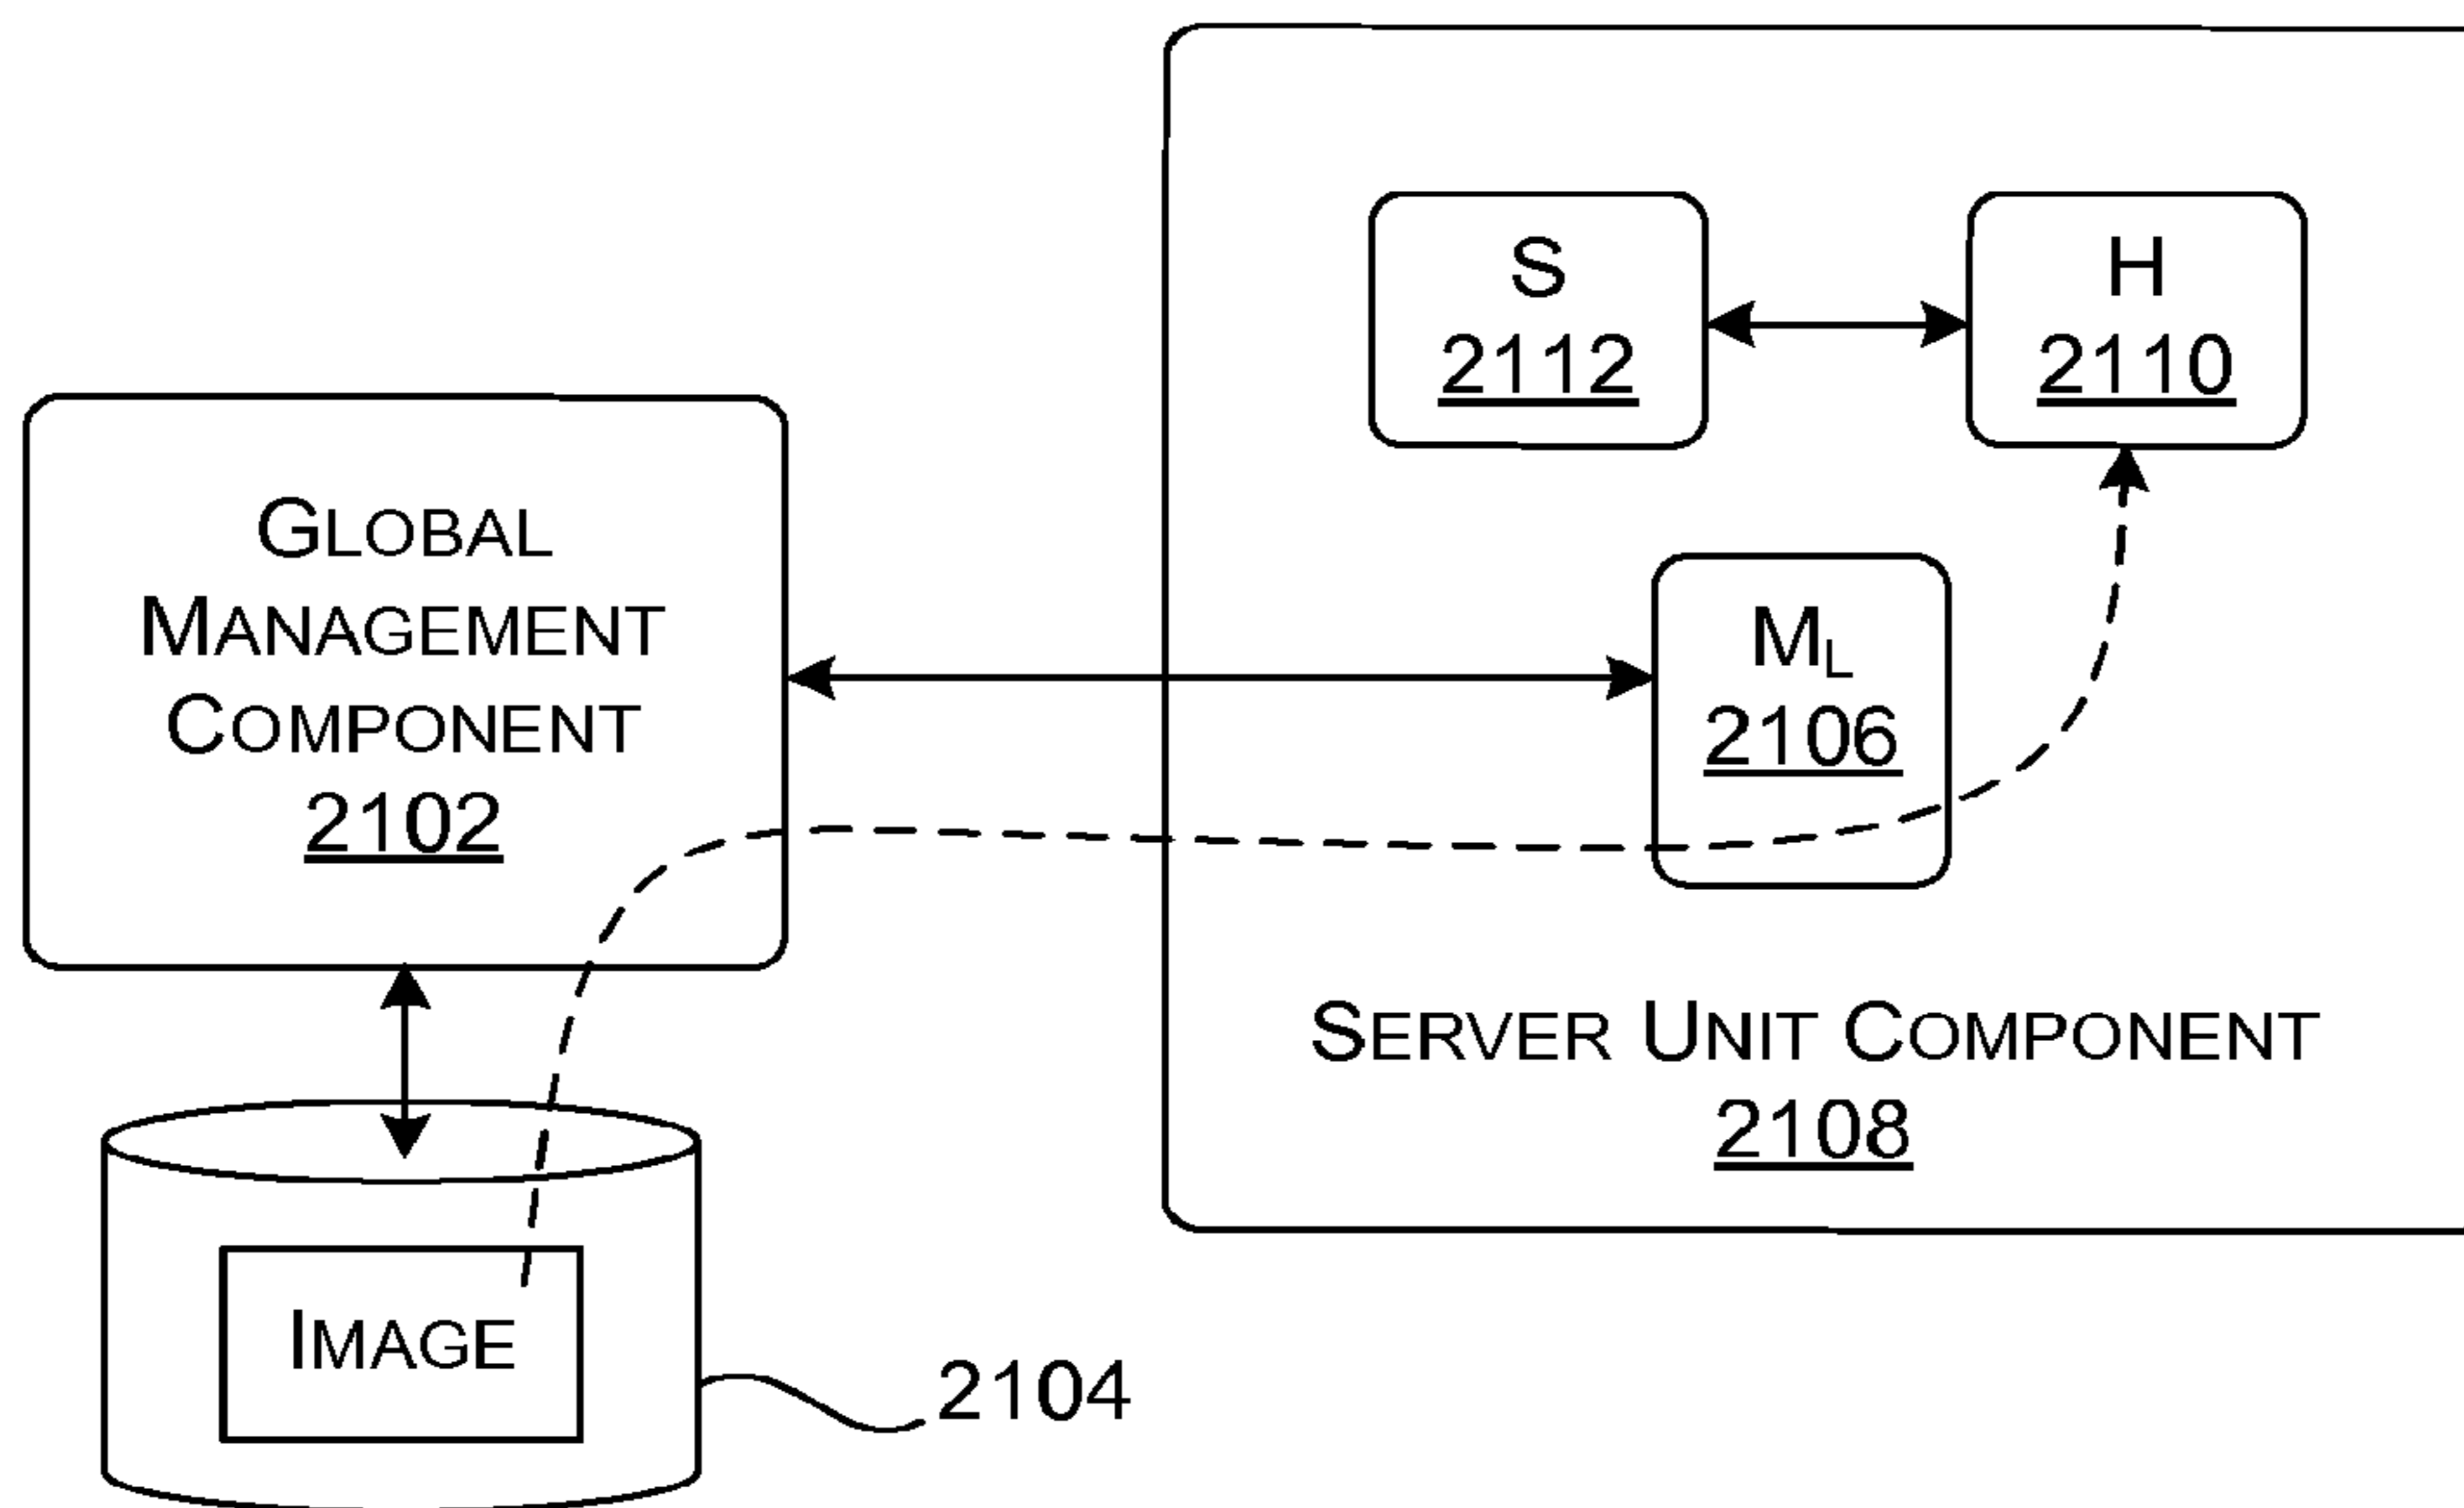 S
2112
H
2110
GLOBAL
MANAGEMENT
COMPONENT
2102
ML
2106
SERVER UNIT COMPONENT
2108
IMAGE
2104